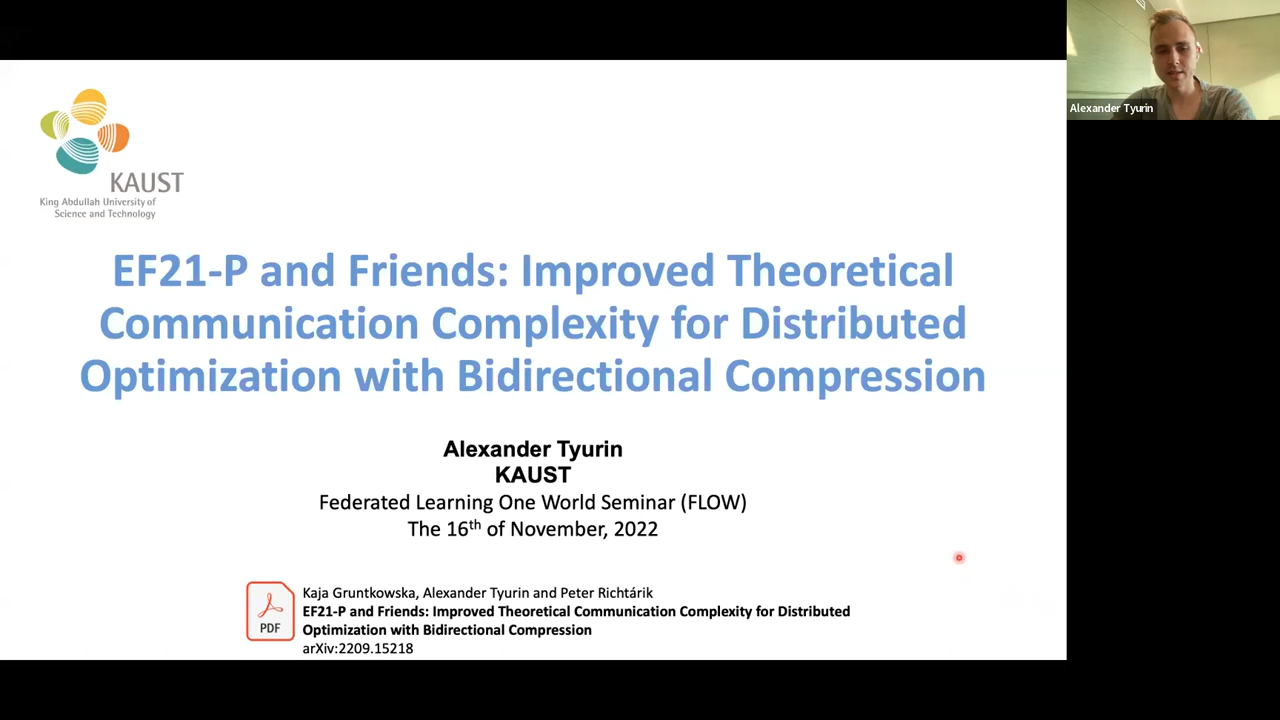 KAUST
King Abdullah University of
Science and Technology
EF21-P and Friends: Improved Theoretical
Communication Complexity for Distributed
Optimization with Bidirectional Compression
Alexander Tyurin
KAUST
Federated Learning One World Seminar (FLOW)
The 16th of November, 2022
PDF
Kaja Gruntkowska, Alexander Tyurin and Peter Richtárik
EF21-P and Friends: Improved Theoretical Communication Complexity for Distributed
Optimization with Bidirectional Compression
arXiv:2209.15218
Alexander Tyurin